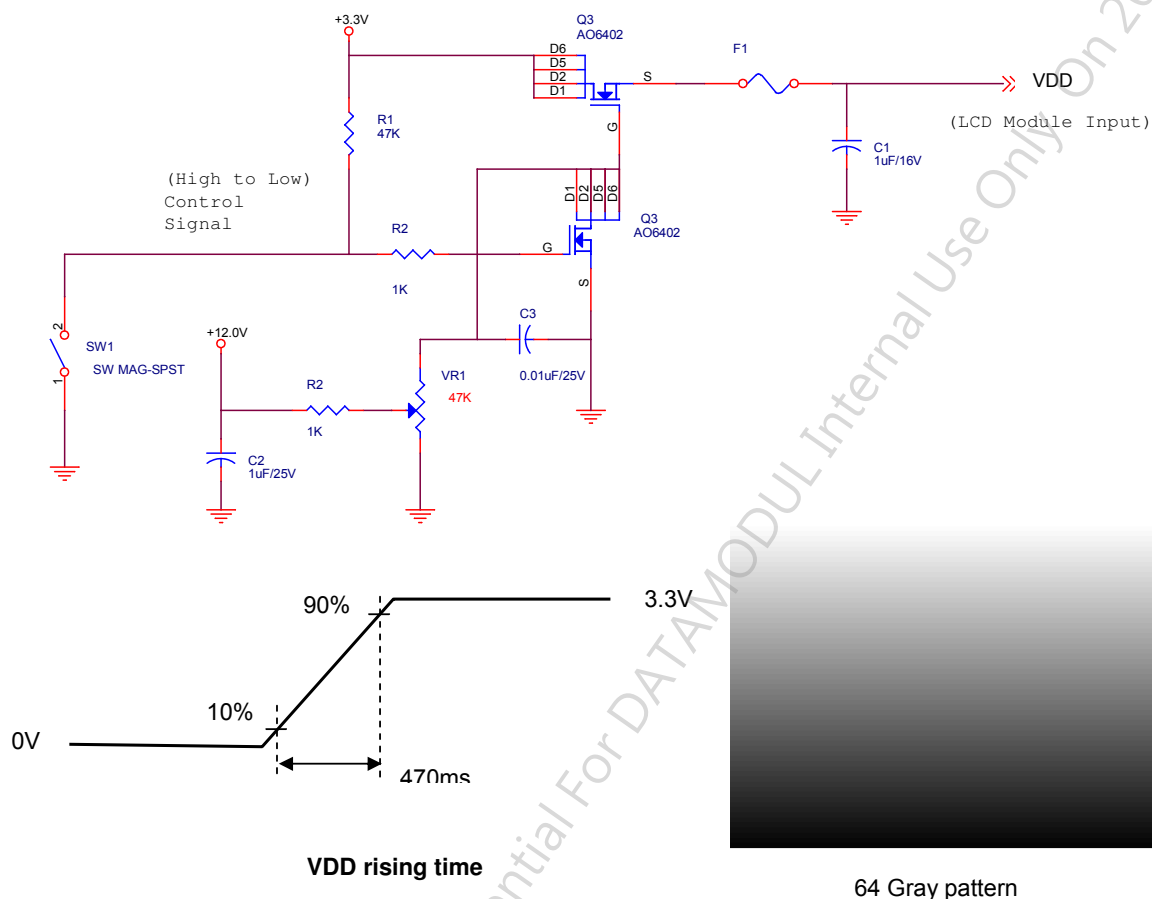 +3.3V
Q3
AO6402
D6
D5
D2
D1
S
G
F1
VDD
(LCD Module Input)
R1
47K
C1
1uF/16V
(High to Low)
Control
Signal
D1
D2
D5
D6
Q3
AO6402
R2
1K
G
S
+12.0V
2
SW1
SW MAG-SPST
1
C3
0.01uF/25V
R2
1K
VR1
47K
C2
1uF/25V
90%
3.3V
10%
0V
470ms
VDD rising time
64 Gray pattern
ential For DATAMODUL Internal Use Only On 20